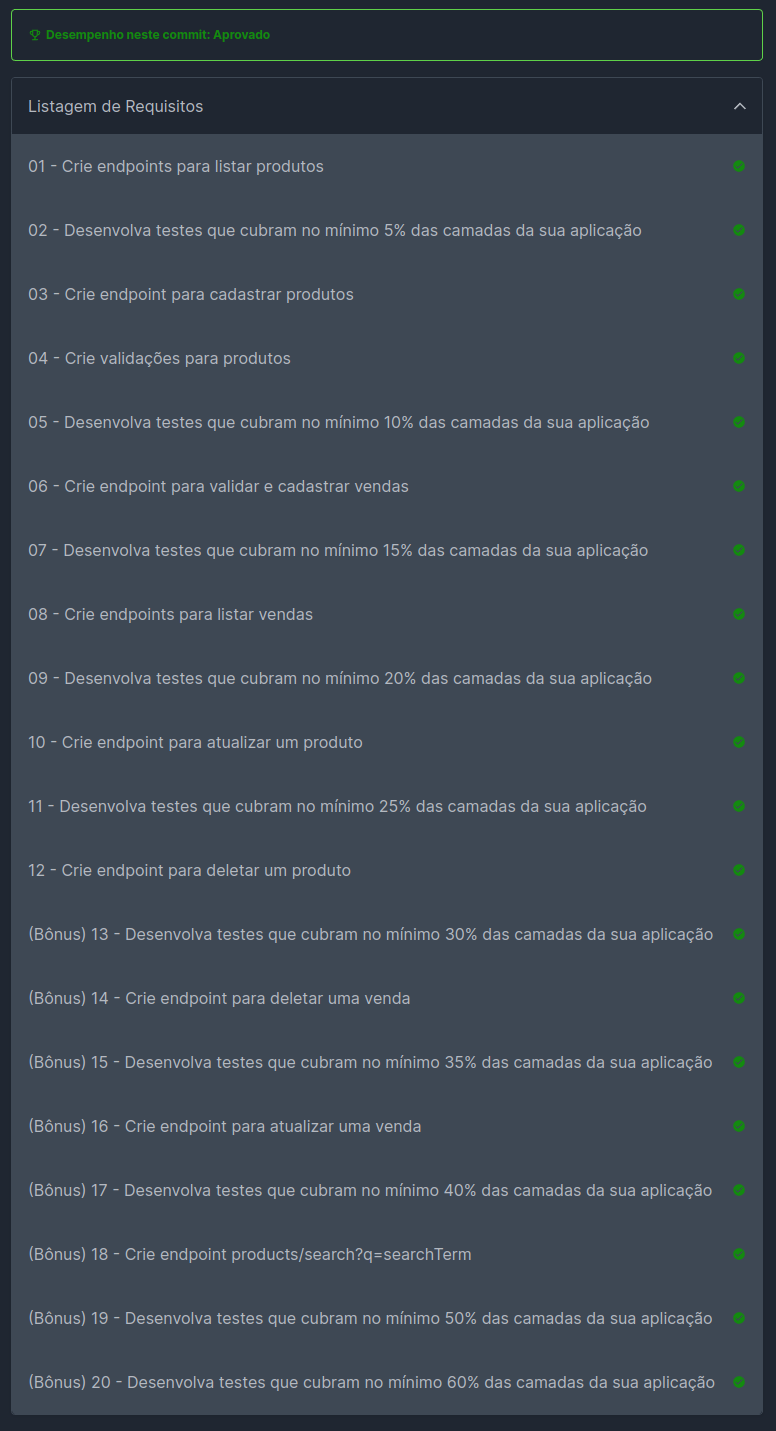 Desempenho neste commit: Aprovado
Listagem de Requisitos
01 - Crie endpoints para listar produtos
02 - Desenvolva testes que cubram no mínimo 5% das camadas da sua aplicação
03 - Crie endpoint para cadastrar produtos
04 - Crie validações para produtos
05 - Desenvolva testes que cubram no mínimo 10% das camadas da sua aplicação
06 - Crie endpoint para validar e cadastrar vendas
07 - Desenvolva testes que cubram no mínimo 15% das camadas da sua aplicação
08 - Crie endpoints para listar vendas
09 - Desenvolva testes que cubram no mínimo 20% das camadas da sua aplicação
10 - Crie endpoint para atualizar um produto
11 - Desenvolva testes que cubram no mínimo 25% das camadas da sua aplicação
12 - Crie endpoint para deletar um produto
(Bônus) 13 - Desenvolva testes que cubram no mínimo 30% das camadas da sua aplicação
(Bônus) 14 - Crie endpoint para deletar uma venda
(Bônus) 15 - Desenvolva testes que cubram no mínimo 35% das camadas da sua aplicação
(Bônus) 16 - Crie endpoint para atualizar uma venda
(Bônus) 17 - Desenvolva testes que cubram no mínimo 40% das camadas da sua aplicação
(Bônus) 18 - Crie endpoint products/search?q=searchTerm
(Bônus) 19 - Desenvolva testes que cubram no mínimo 50% das camadas da sua aplicação
(Bônus) 20 - Desenvolva testes que cubram no mínimo 60% das camadas da sua aplicação